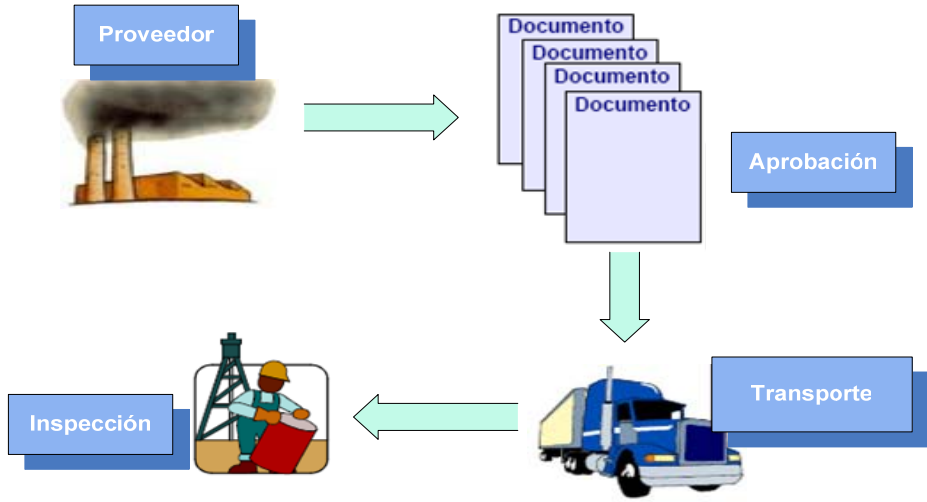 Proveedor
Documento
Documento
Documento
Documento
Aprobación
Transporte
Inspección